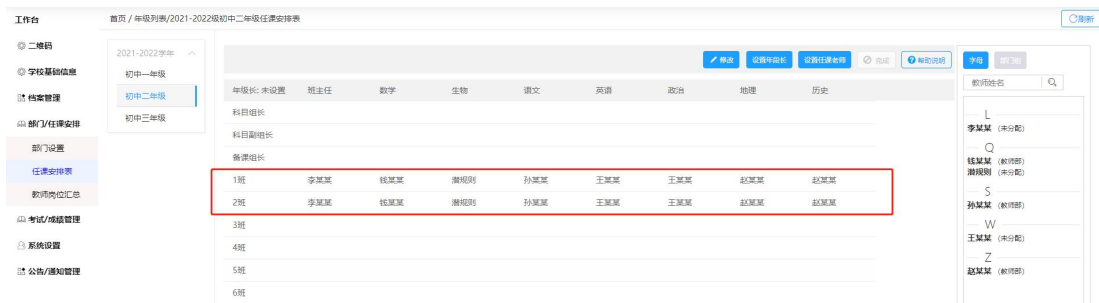 工作台
首页 / 年级列表/2021-2022级初中二年级任课安排表
刷新
二维码
学校基础信息
档案管理
部门/任课安排
部门设置
任课安排表
教师岗位汇总
考试/成绩管理
系统设置
公告/通知管理
2021-2022学年
初中一年级
初中二年级
初中三年级
修改 设置年级长 设置任课老师 完成 帮助说明
年级长: 未设置 班主任 数学 生物 语文 英语 政治 地理 历史
科目组长
科目副组长
备课组长
1班 李某某 钱某某 潜规则 孙某某 王某某 王某某 赵某某 赵某某
2班 李某某 钱某某 潜规则 孙某某 王某某 王某某 赵某某 赵某某
3班
4班
5班
6班
字母 部门组
教师姓名
L
李某某 (未分配)
Q
钱某某 (教师部)
潜规则 (未分配)
S
孙某某 (教师部)
W
王某某 (未分配)
Z
赵某某 (教师部)